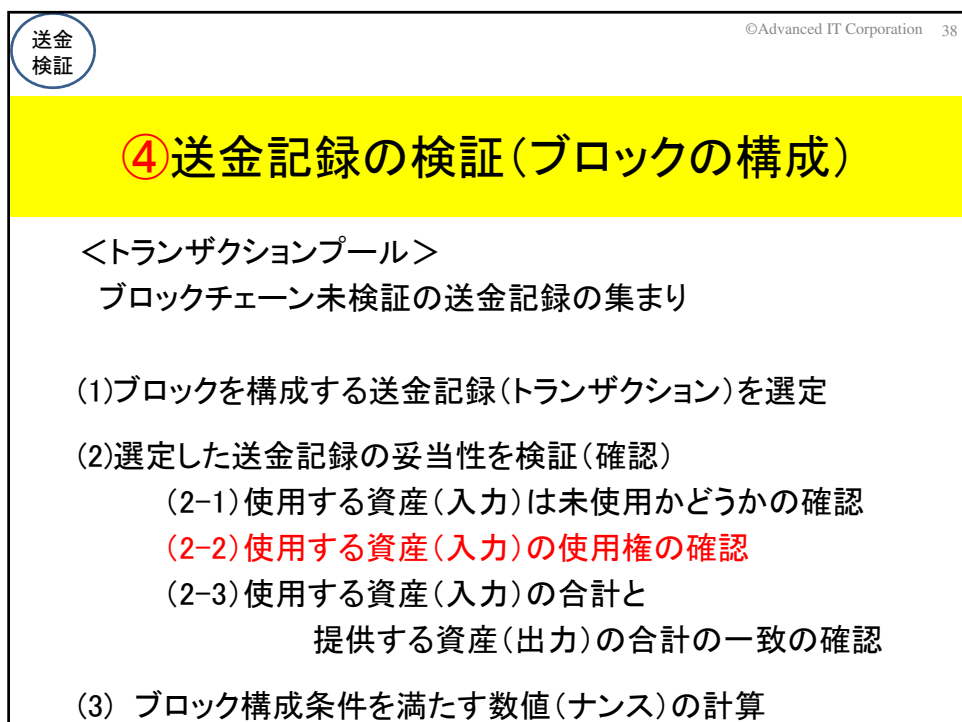 送金
検証
©Advanced IT Corporation 38
④送金記録の検証（ブロックの構成）
＜トランザクションプール＞
ブロックチェーン未検証の送金記録の集まり
(1)ブロックを構成する送金記録（トランザクション）を選定
(2)選定した送金記録の妥当性を検証（確認）
（2-1）使用する資産（入力）は未使用かどうかの確認
（2-2）使用する資産（入力）の使用権の確認
（2-3）使用する資産（入力）の合計と
提供する資産（出力）の合計の一致の確認
(3) ブロック構成条件を満たす数値（ナンス）の計算